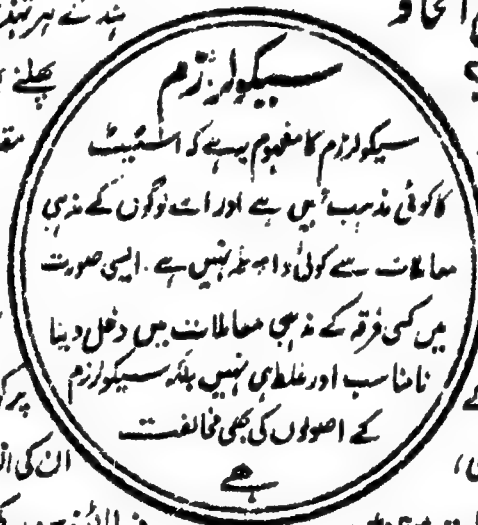 سیکولرزم
سیکولرزم کا مفہوم یہ ہے کہ اسٹیٹ
کا کوئی مذہب نہیں ہے اور اسے لوگوں کے مذہبی
معاملات سے کوئی واسطہ نہیں ہے۔ ایسی صورت
میں کسی فرقہ کے مذہبی معاملات میں دخل دینا
نامناسب اور غلط ہی نہیں بلکہ سیکولرزم
کے اصولوں کی بھی مخالفت
ہے